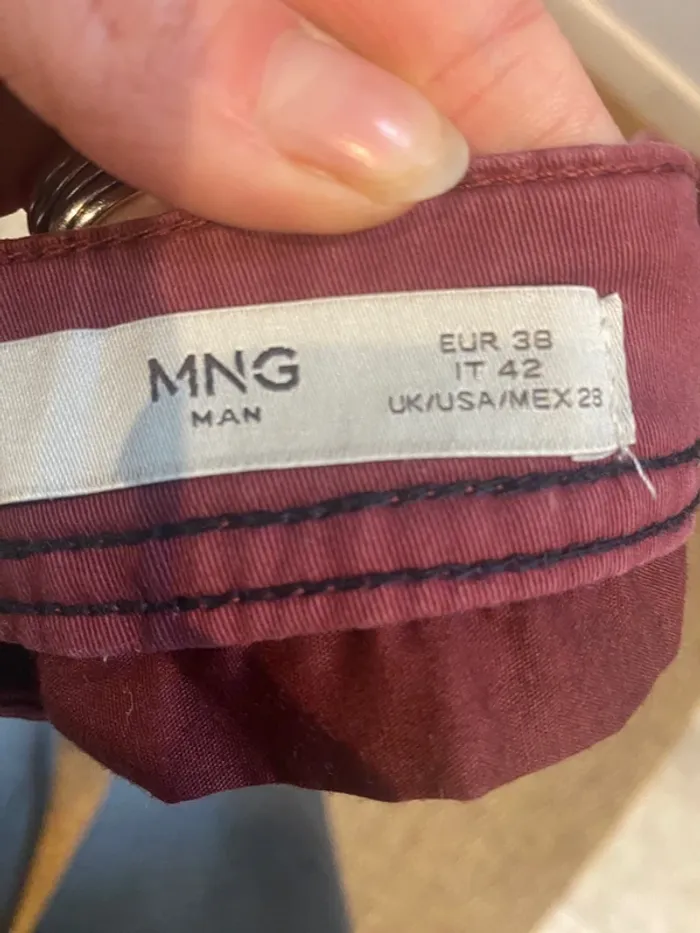 MNG
MAN
EUR 38
IT 42
UK/USA/MEX 28